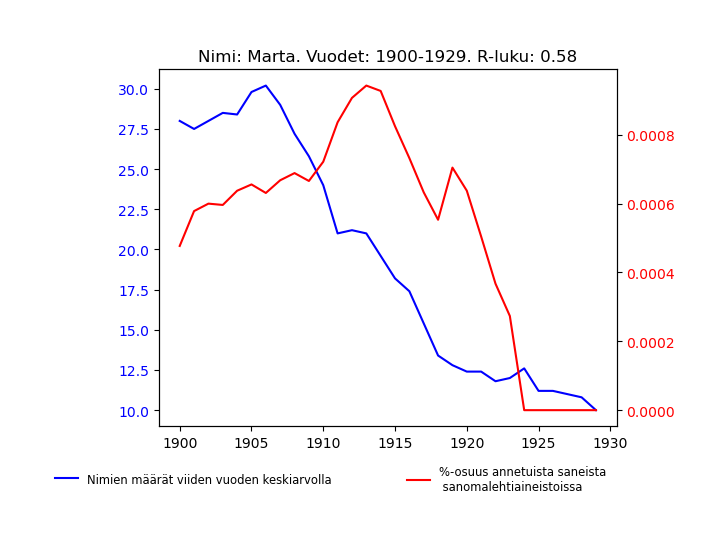 Nimi: Marta. Vuodet: 1900-1929. R-luku: 0.58
30.0
27.5
25.0
22.5
20.0
17.5
15.0
12.5
10.0
0.0008
0.0006
0.0004
0.0002
0.0000
1900 1905 1910 1915 1920 1925 1930
Nimien määrät viiden vuoden keskiarvolla
%-osuus annetuista saneista
sanomalehtiaineistoissa